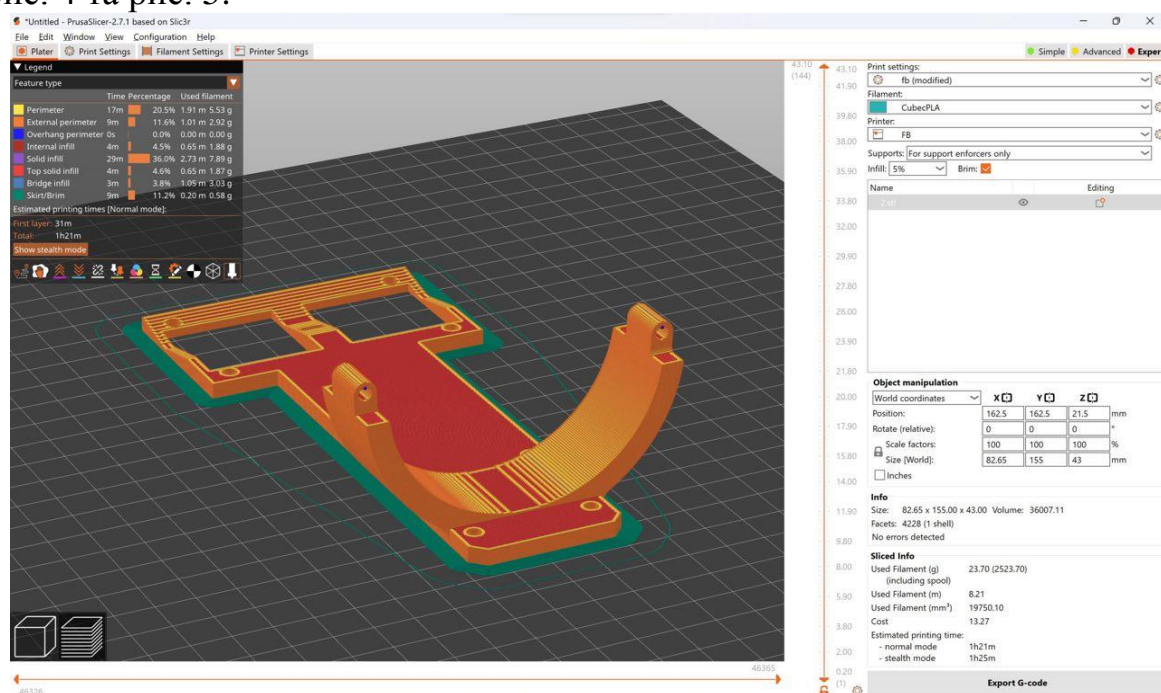 рис. 4 та рис. 5.
*Untitled - PrusaSlicer-2.7.1 based on Slic3r
File Edit Window View Configuration Help
Plater Print Settings Filament Settings Printer Settings
Simple Advanced Exper
Legend
Feature type
Time Percentage Used filament
Perimeter 17m 20.5% 1.91 m 5.53 g
External perimeter 9m 11.6% 1.01 m 2.92 g
Overhang perimeter 0s 0.0% 0.00 m 0.00 g
Internal infill 4m 4.5% 0.65 m 1.88 g
Solid infill 29m 36.0% 2.73 m 7.89 g
Top solid infill 4m 4.6% 0.65 m 1.87 g
Bridge infill 3m 3.8% 1.05 m 3.03 g
Skirt/Brim 9m 11.2% 0.20 m 0.58 g
Estimated printing times [Normal mode]:
First layer: 31m
Total: 1h21m
Show stealth mode
43.10
(144)
43.10
41.90
39.80
38.00
35.90
33.80
32.00
29.90
27.80
26.00
23.90
21.80
20.00
17.90
15.80
14.00
11.90
9.80
8.00
5.90
3.80
2.00
0.20
(1)
46365
46326
Print settings:
fb (modified)
Filament:
CubecPLA
Printer:
FB
Supports: For support enforcers only
Infill: 5% Brim:
Name Editing
2.stl
Object manipulation
World coordinates X Y Z
Position: 162.5 162.5 21.5 mm
Rotate (relative): 0 0 0 °
Scale factors: 100 100 100 %
Size [World]: 82.65 155 43 mm
Inches
Info
Size: 82.65 x 155.00 x 43.00 Volume: 36007.11
Facets: 4228 (1 shell)
No errors detected
Sliced Info
Used Filament (g) 23.70 (2523.70)
(including spool)
Used Filament (m) 8.21
Used Filament (mm³) 19750.10
Cost 13.27
Estimated printing time:
- normal mode 1h21m
- stealth mode 1h25m
Export G-code